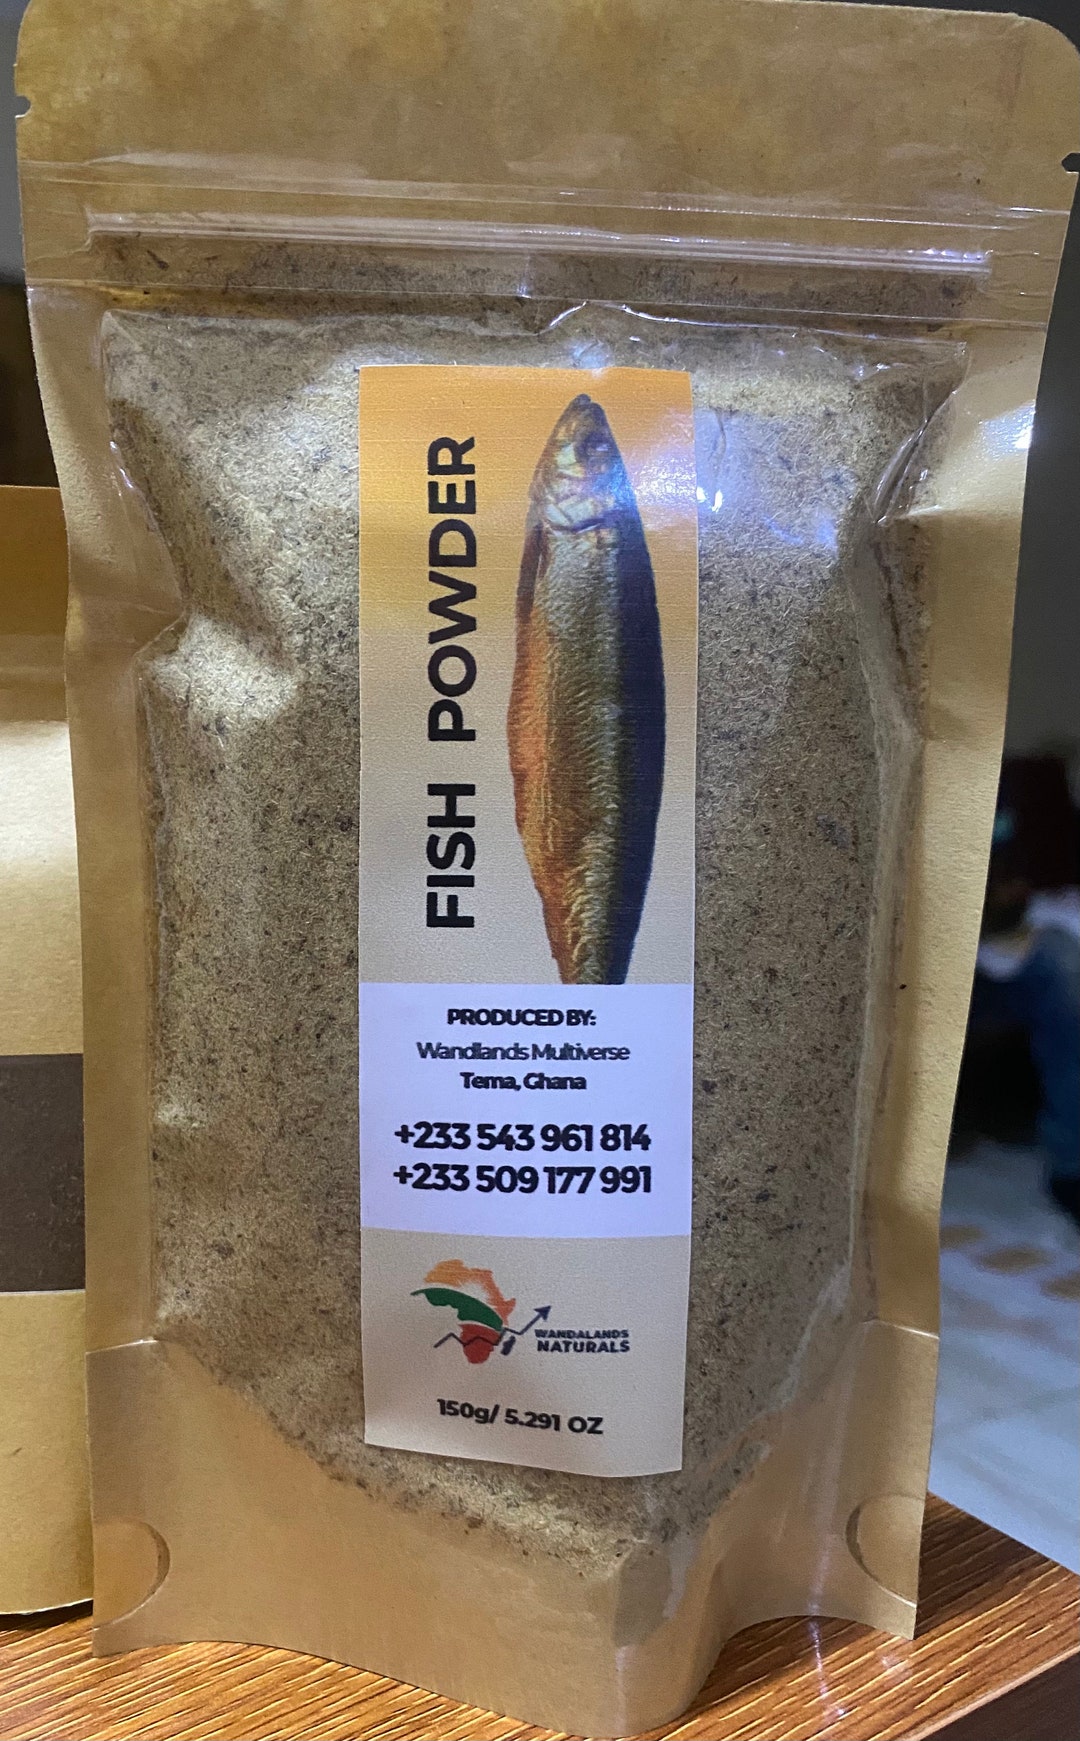 FISH POWDER
PRODUCED BY:
Wandlands Multiverse
Tema, Ghana
+233 543 961 814
+233 509 177 991
WANDALANDS
NATURALS
150g/ 5.291 OZ